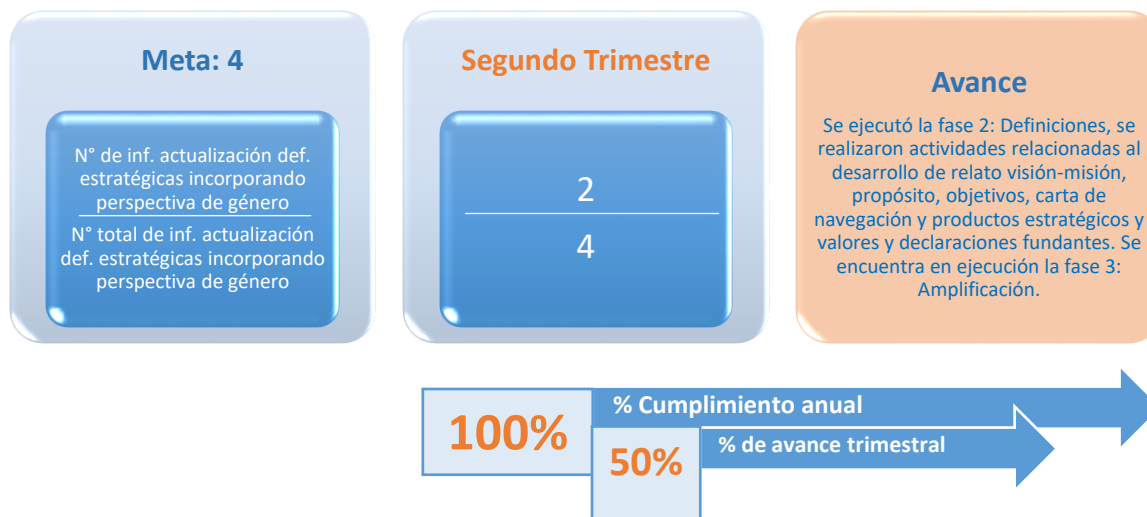 Meta: 4
N° de inf. actualización def.
estratégicas incorporando
perspectiva de género
N° total de inf. actualización
def. estratégicas incorporando
perspectiva de género
Segundo Trimestre
2
4
Avance
Se ejecutó la fase 2: Definiciones, se
realizaron actividades relacionadas al
desarrollo de relato visión-misión,
propósito, objetivos, carta de
navegación y productos estratégicos y
valores y declaraciones fundantes. Se
encuentra en ejecución la fase 3:
Amplificación.
100%
% Cumplimiento anual
50%
% de avance trimestral